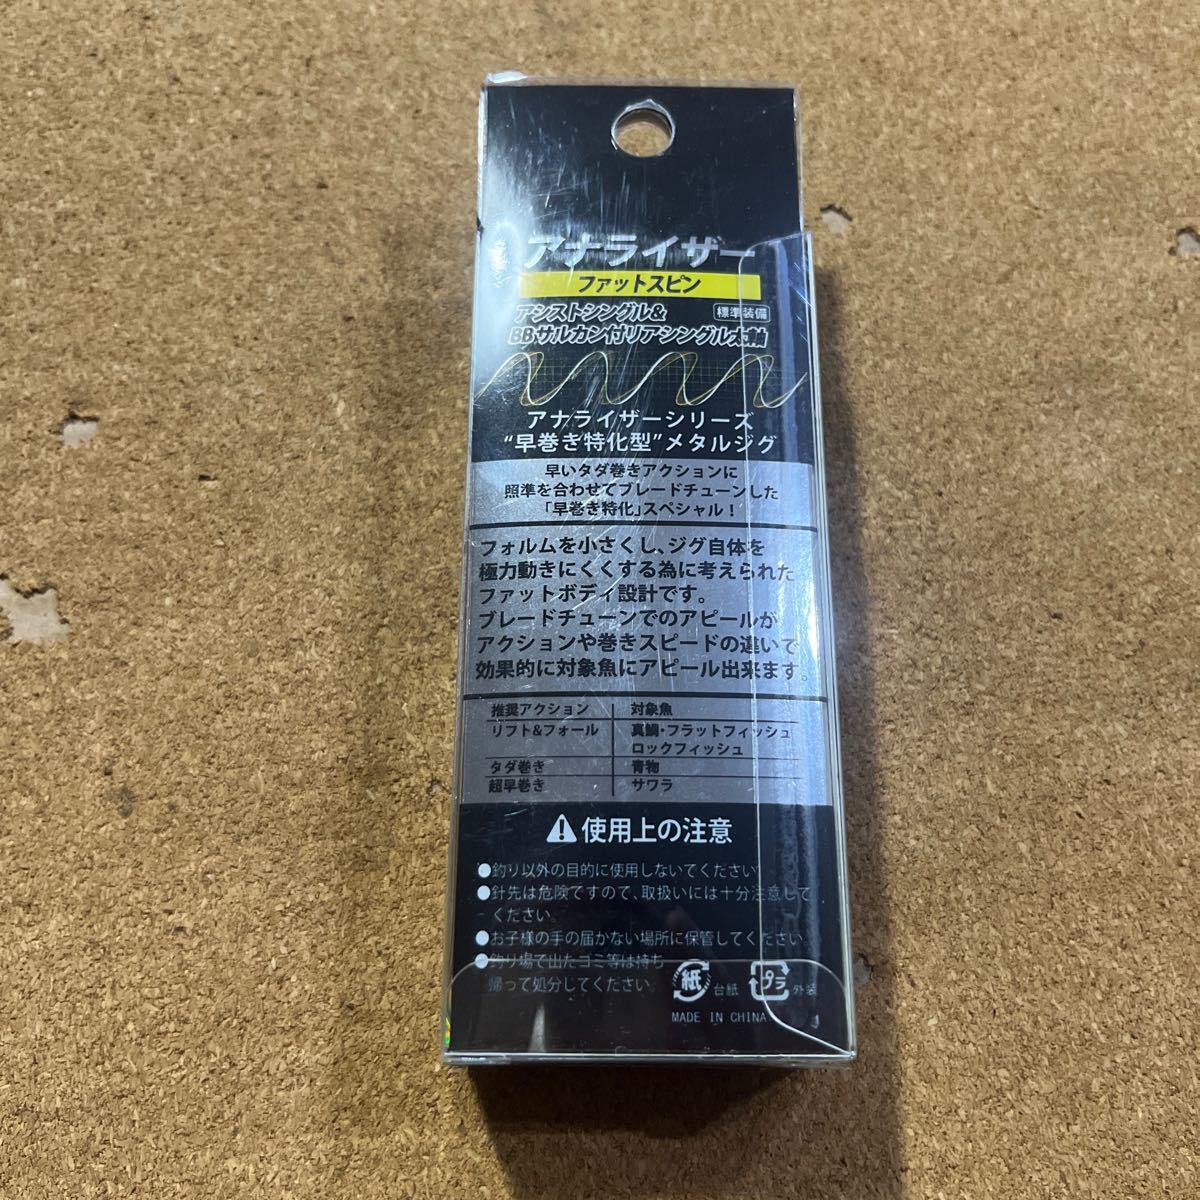 アナライザー
ファットスピン
アシストシングル& 標準装備
BBサルカン付リアシングル太軸
アナライザーシリーズ
“早巻き特化型”メタルジグ
早いタダ巻きアクションに
照準を合わせてブレードチューンした
「早巻き特化」スペシャル！
フォルムを小さくし、ジグ自体を
極力動きにくくする為に考えられた
ファットボディ設計です。
ブレードチューンでのアピールが
アクションや巻きスピードの違いで
効果的に対象魚にアピール出来ます。
推奨アクション 対象魚
リフト&フォール 真鯛・フラットフィッシュ
ロックフィッシュ
タダ巻き 青物
超早巻き サワラ
使用上の注意
●釣り以外の目的に使用しないでください。
●針先は危険ですので、取扱いには十分注意して
ください。
●お子様の手の届かない場所に保管してください
●釣り場で出たゴミ等は持ち
帰って処分してください。
紙 台紙 プラ 外装
MADE IN CHINA